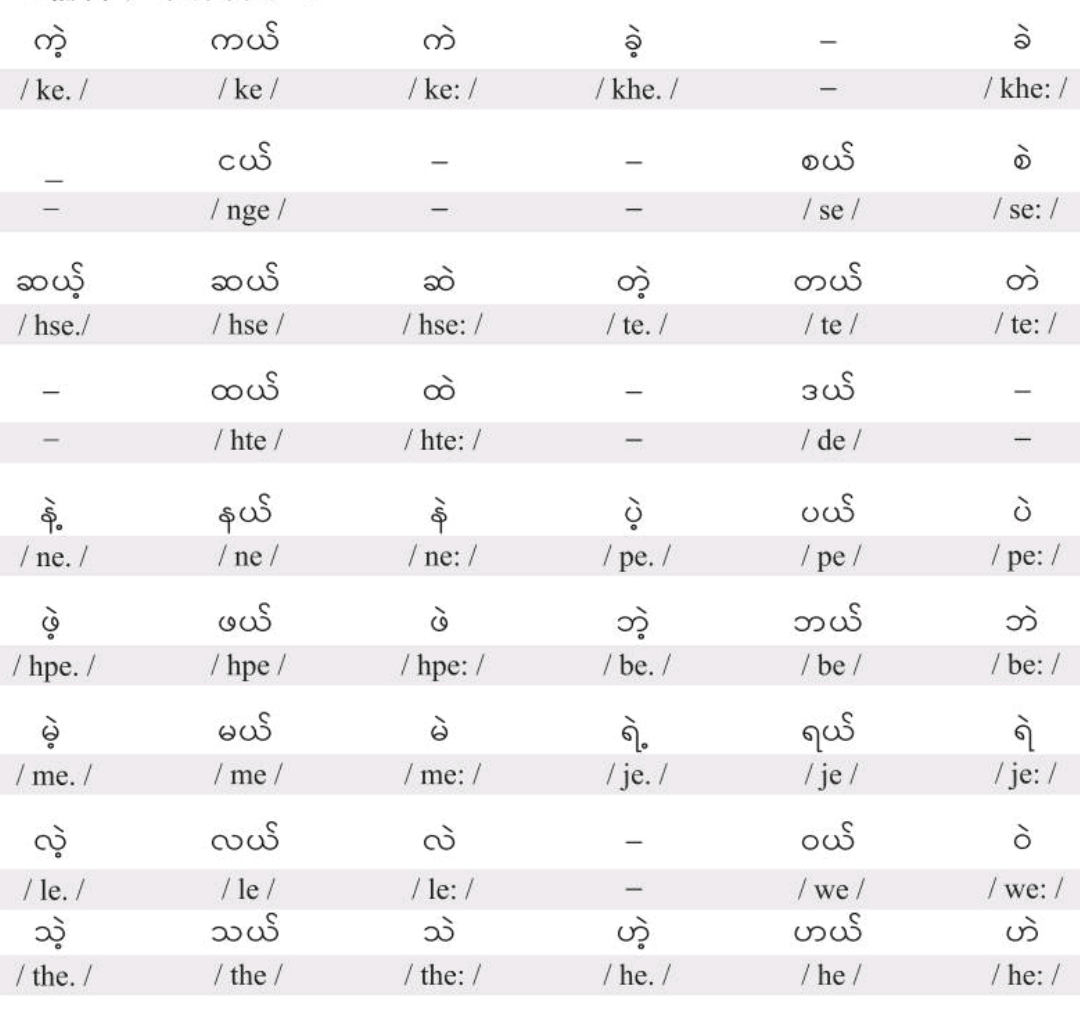 ကဲ့ ကယ် ကဲ ခဲ့ – ခဲ
/ ke. / / ke / / ke: / / khe. / – / khe: /
– ငယ် – – စယ် စဲ
– / nge / – – / se / / se: /
ဆယ့် ဆယ် ဆဲ တဲ့ တယ် တဲ
/ hse./ / hse / / hse: / / te. / / te / / te: /
– ထယ် ထဲ – ဒယ် –
– / hte / / hte: / – / de / –
နဲ့ နယ် နဲ ပဲ့ ပယ် ပဲ
/ ne. / / ne / / ne: / / pe. / / pe / / pe: /
ဖဲ့ ဖယ် ဖဲ ဘဲ့ ဘယ် ဘဲ
/ hpe. / / hpe / / hpe: / / be. / / be / / be: /
မဲ့ မယ် မဲ ရဲ့ ရယ် ရဲ
/ me. / / me / / me: / / je. / / je / / je: /
လဲ့ လယ် လဲ – ဝယ် ဝဲ
/ le. / / le / / le: / – / we / / we: /
သဲ့ သယ် သဲ ဟဲ့ ဟယ် ဟဲ
/ the. / / the / / the: / / he. / / he / / he: /